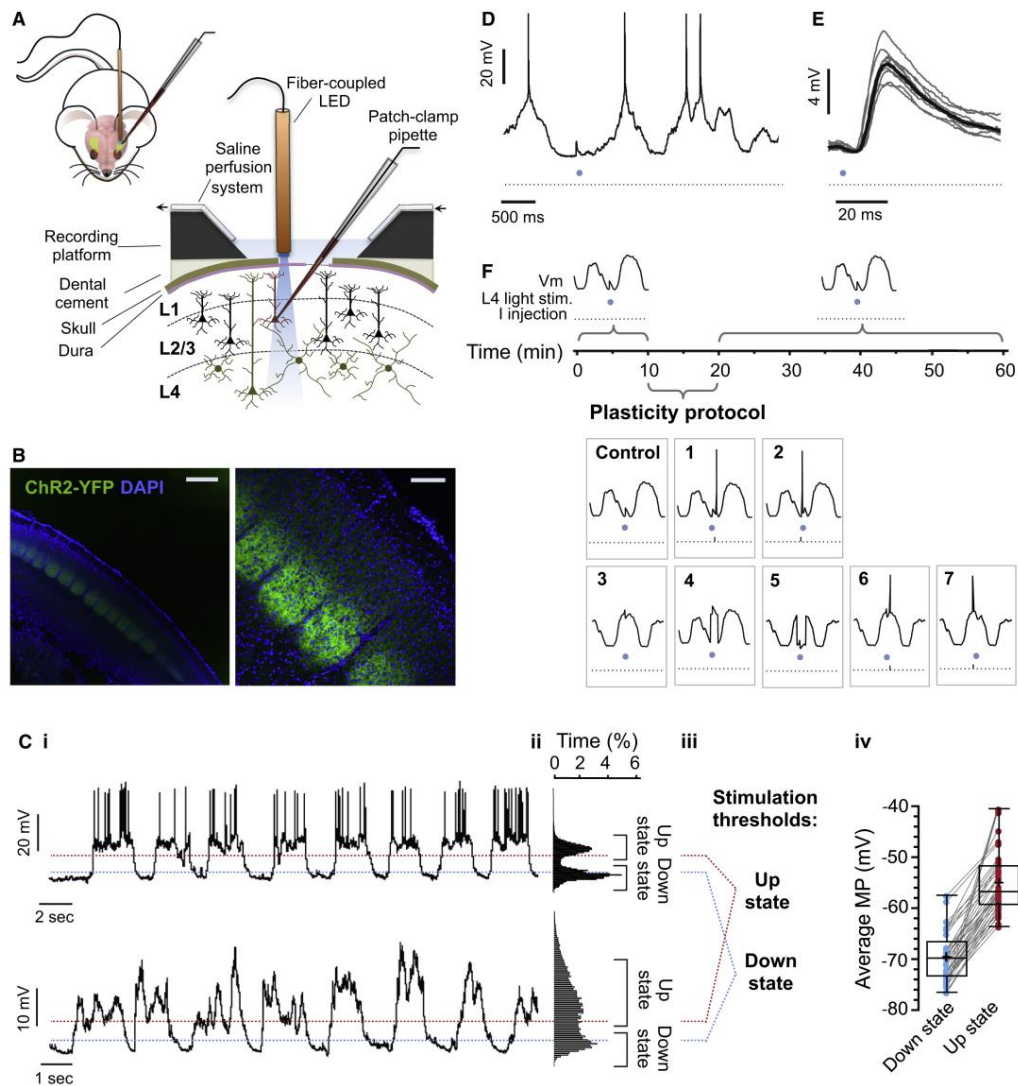 A
Fiber-coupled
LED
Patch-clamp
pipette
Saline
perfusion
system
Recording
platform
Dental
cement
Skull
Dura
L1
L2/3
L4
B
ChR2-YFP DAPI
D
20 mV
500 ms
E
4 mV
20 ms
F
Vm
L4 light stim.
I injection
Time (min)
0 10 20 30 40 50 60
Plasticity protocol
Control 1 2
3 4 5 6 7
C i
20 mV
2 sec
10 mV
1 sec
ii
Time (%)
0 2 4 6
Up
state
Down
state
Up
state
Down
state
iii
Stimulation
thresholds:
Up
state
Down
state
iv
Average MP (mV)
-40
-50
-60
-70
-80
Down state
Up state